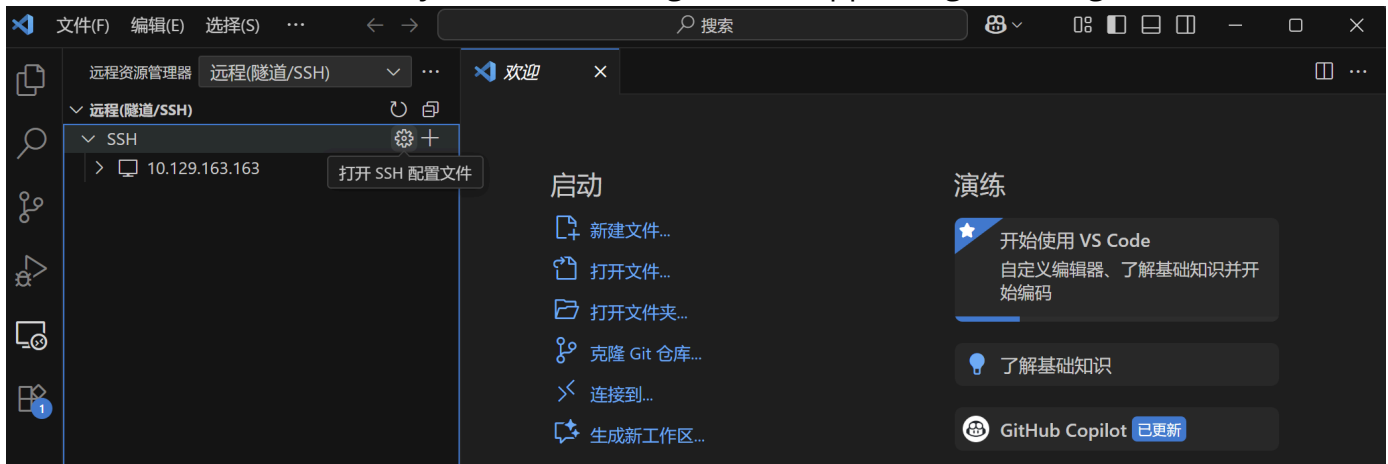 文件(F) 编辑(E) 选择(S) ··· 搜索
远程资源管理器 远程(隧道/SSH) ··· 欢迎
远程(隧道/SSH)
SSH
10.129.163.163
打开 SSH 配置文件
启动
新建文件...
打开文件...
打开文件夹...
克隆 Git 仓库...
连接到...
生成新工作区...
演练
开始使用 VS Code
自定义编辑器、了解基础知识并开
始编码
了解基础知识
GitHub Copilot 已更新
1